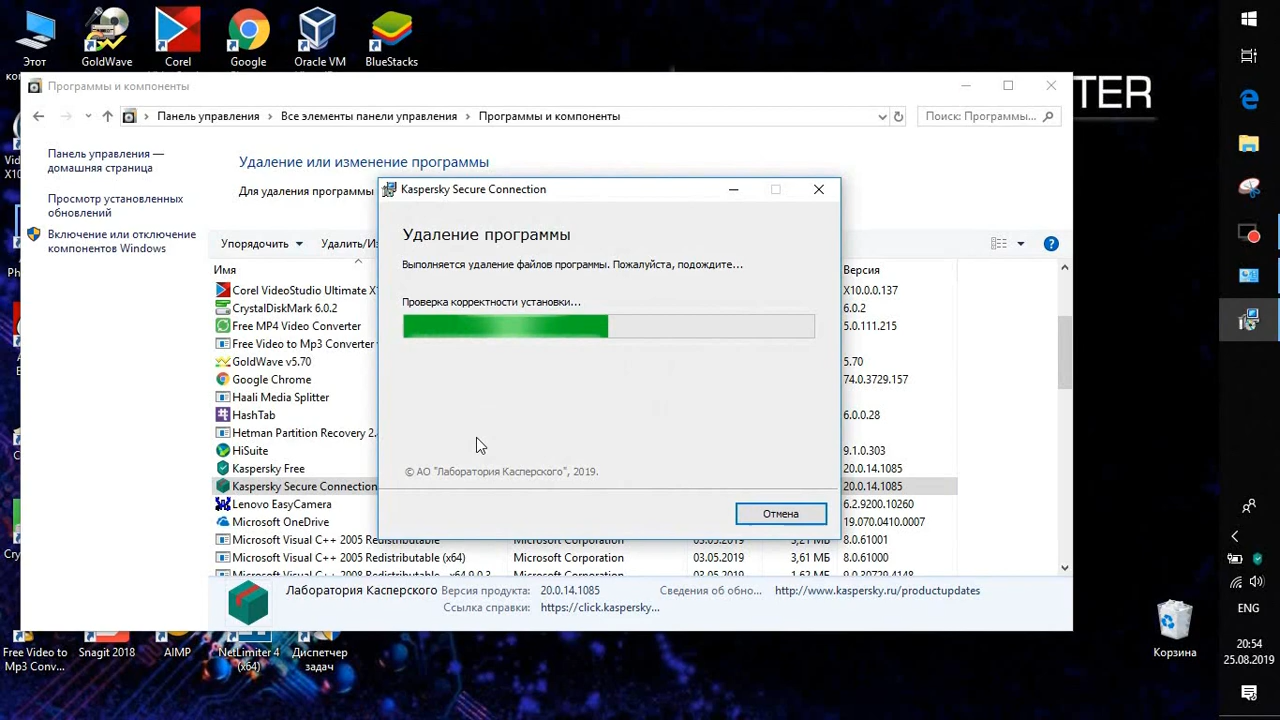 Этот
GoldWave
Corel
Google
Oracle VM
BlueStacks
TER
Программы и компоненты
Панель управления
Все элементы панели управления
Программы и компоненты
Поиск: Программы...
Панель управления —
домашняя страница
Просмотр установленных
обновлений
Включение или отключение
компонентов Windows
Удаление или изменение программы
Для удаления программы
Упорядочить
Имя
Версия
Corel VideoStudio Ultimate X
X10.0.0.137
CrystalDiskMark 6.0.2
6.0.2
Free MP4 Video Converter
5.0.111.215
Free Video to Mp3 Converter
GoldWave v5.70
5.70
Google Chrome
74.0.3729.157
Haali Media Splitter
HashTab
6.0.0.28
Hetman Partition Recovery 2.
HiSuite
9.1.0.303
Kaspersky Free
20.0.14.1085
Kaspersky Secure Connection
20.0.14.1085
Lenovo EasyCamera
6.2.9200.10260
Microsoft OneDrive
19.070.0410.0007
Microsoft Visual C++ 2005 Redistributable
Microsoft Corporation
03.05.2019
3,21 МБ
8.0.61001
Microsoft Visual C++ 2005 Redistributable (x64)
Microsoft Corporation
03.05.2019
3,61 МБ
8.0.61000
Kaspersky Secure Connection
Удаление программы
Выполняется удаление файлов программы. Пожалуйста, подождите...
Проверка корректности установки...
© АО "Лаборатория Касперского", 2019.
Отмена
Лаборатория Касперского
Версия продукта:
20.0.14.1085
Сведения об обно...
http://www.kaspersky.ru/productupdates
Ссылка справки:
https://click.kaspersky...
Free Video to
Mp3 Conv...
Snagit 2018
AIMP
NetLimiter 4
(x64)
Диспетчер
задач
Корзина
ENG
20:54
25.08.2019